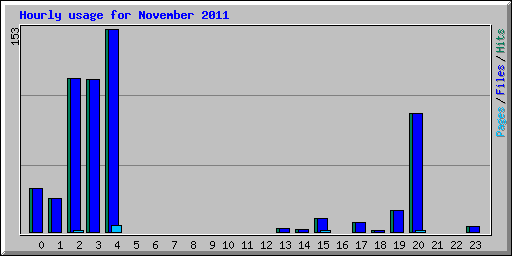 Hourly usage for November 2011
153
Pages/Files/Hits
0 1 2 3 4 5 6 7 8 9 10 11 12 13 14 15 16 17 18 19 20 21 22 23